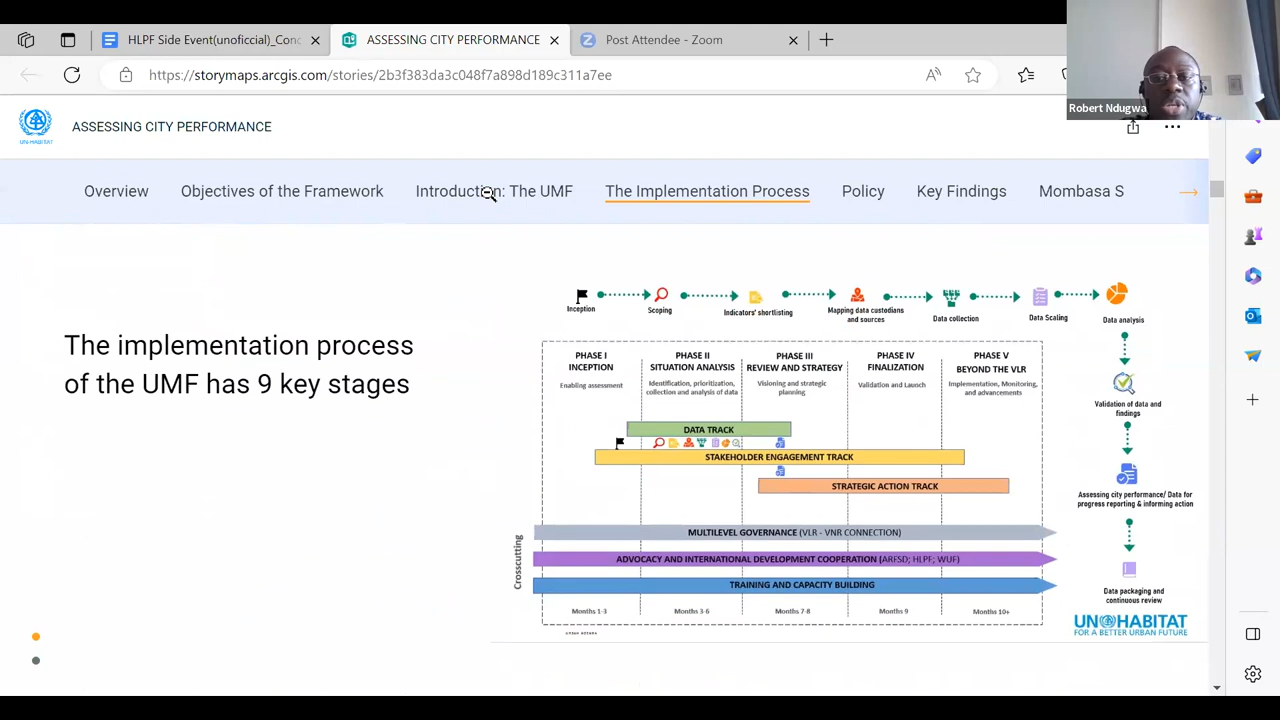 HLPF Side Event(unoficcial)_Conc
ASSESSING CITY PERFORMANCE
Post Attendee - Zoom
https://storymaps.arcgis.com/stories/2b3f383da3c048f7a898d189c311a7ee
Robert Ndugwa
UN-HABITAT
ASSESSING CITY PERFORMANCE
Overview
Objectives of the Framework
Introduction: The UMF
The Implementation Process
Policy
Key Findings
Mombasa S
The implementation process
of the UMF has 9 key stages
Inception
Scoping
Indicators' shortlisting
Mapping data custodians
and sources
Data collection
Data Scaling
Data analysis
PHASE I
INCEPTION
Enabling assessment
PHASE II
SITUATION ANALYSIS
Identification, prioritization,
collection and analysis of data
PHASE III
REVIEW AND STRATEGY
Visioning and strategic
planning
PHASE IV
FINALIZATION
Validation and Launch
PHASE V
BEYOND THE VLR
Implementation, Monitoring,
and advancements
DATA TRACK
STAKEHOLDER ENGAGEMENT TRACK
STRATEGIC ACTION TRACK
Crosscutting
MULTILEVEL GOVERNANCE (VLR - VNR CONNECTION)
ADVOCACY AND INTERNATIONAL DEVELOPMENT COOPERATION (ARFSD; HLPF; WUF)
TRAINING AND CAPACITY BUILDING
Months 1-3
Months 3-6
Months 7-8
Months 9
Months 10+
Validation of data and
findings
Assessing city performance/ Data for
progress reporting & informing action
Data packaging and
continuous review
UN HABITAT
FOR A BETTER URBAN FUTURE